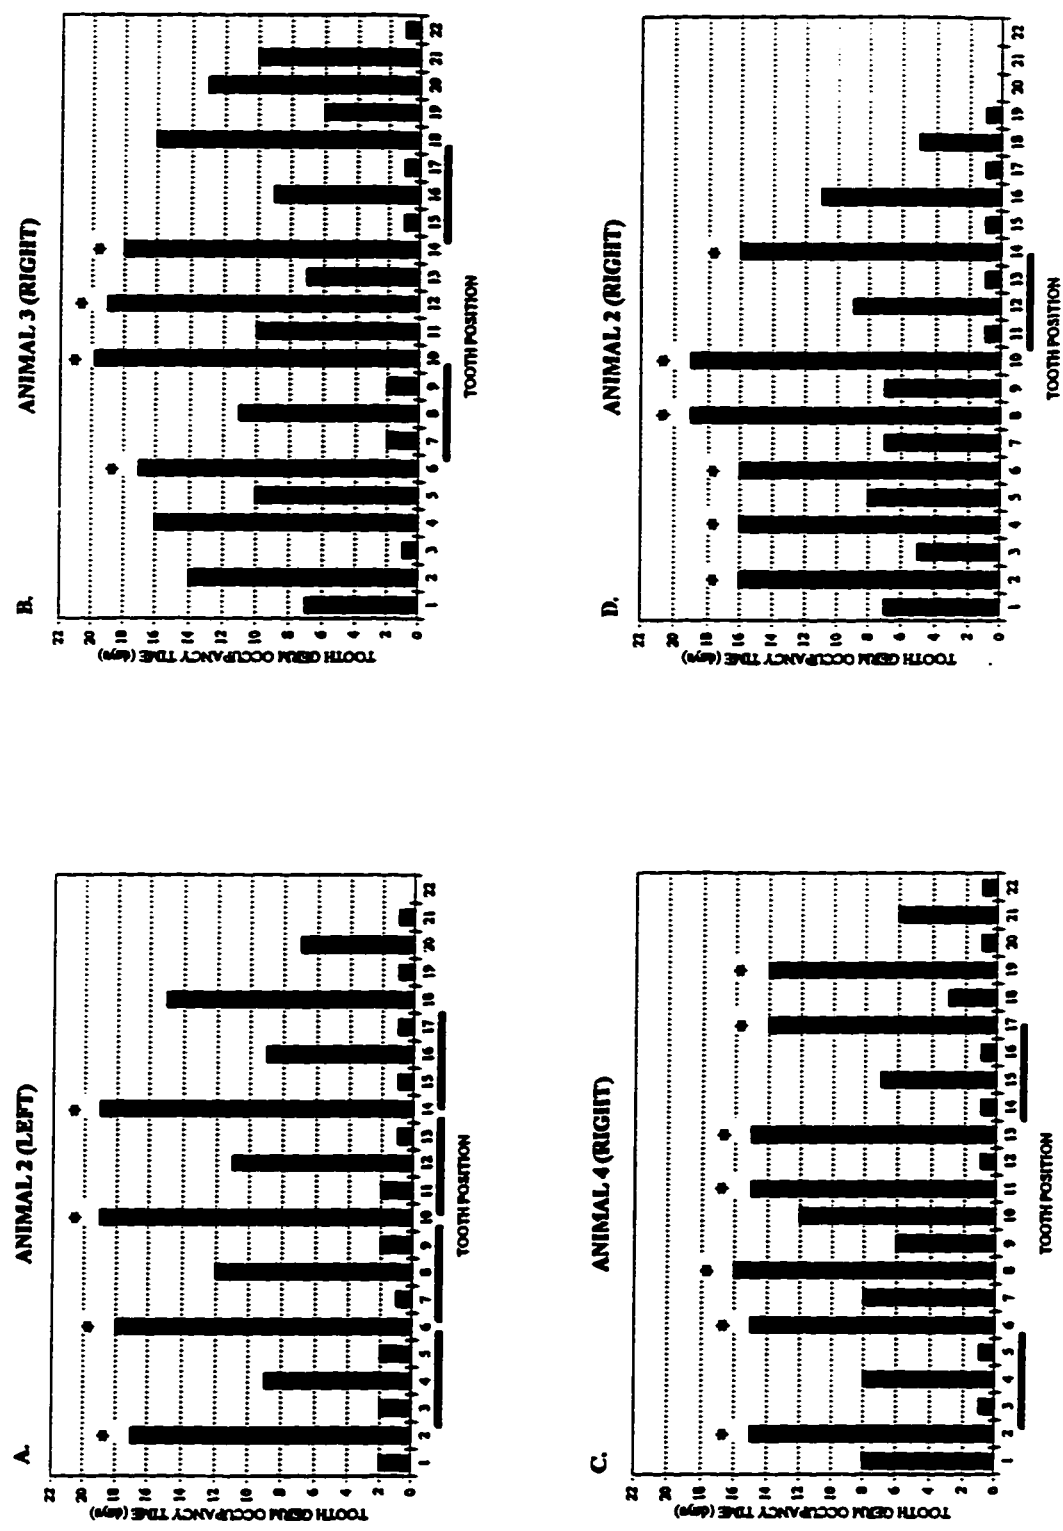 A.
ANIMAL 2 (LEFT)
TOOTH GERM OCCUPANCY TIME (days)
22
20
18
16
14
12
10
8
6
4
2
0
* * * *
1 2 3 4 5 6 7 8 9 10 11 12 13 14 15 16 17 18 19 20 21 22
TOOTH POSITION
B.
ANIMAL 3 (RIGHT)
TOOTH GERM OCCUPANCY TIME (days)
22
20
18
16
14
12
10
8
6
4
2
0
* * * *
1 2 3 4 5 6 7 8 9 10 11 12 13 14 15 16 17 18 19 20 21 22
TOOTH POSITION
C.
ANIMAL 4 (RIGHT)
TOOTH GERM OCCUPANCY TIME (days)
22
20
18
16
14
12
10
8
6
4
2
0
* * * * * * *
1 2 3 4 5 6 7 8 9 10 11 12 13 14 15 16 17 18 19 20 21 22
TOOTH POSITION
D.
ANIMAL 2 (RIGHT)
TOOTH GERM OCCUPANCY TIME (days)
22
20
18
16
14
12
10
8
6
4
2
0
* * * * * *
1 2 3 4 5 6 7 8 9 10 11 12 13 14 15 16 17 18 19 20 21 22
TOOTH POSITION